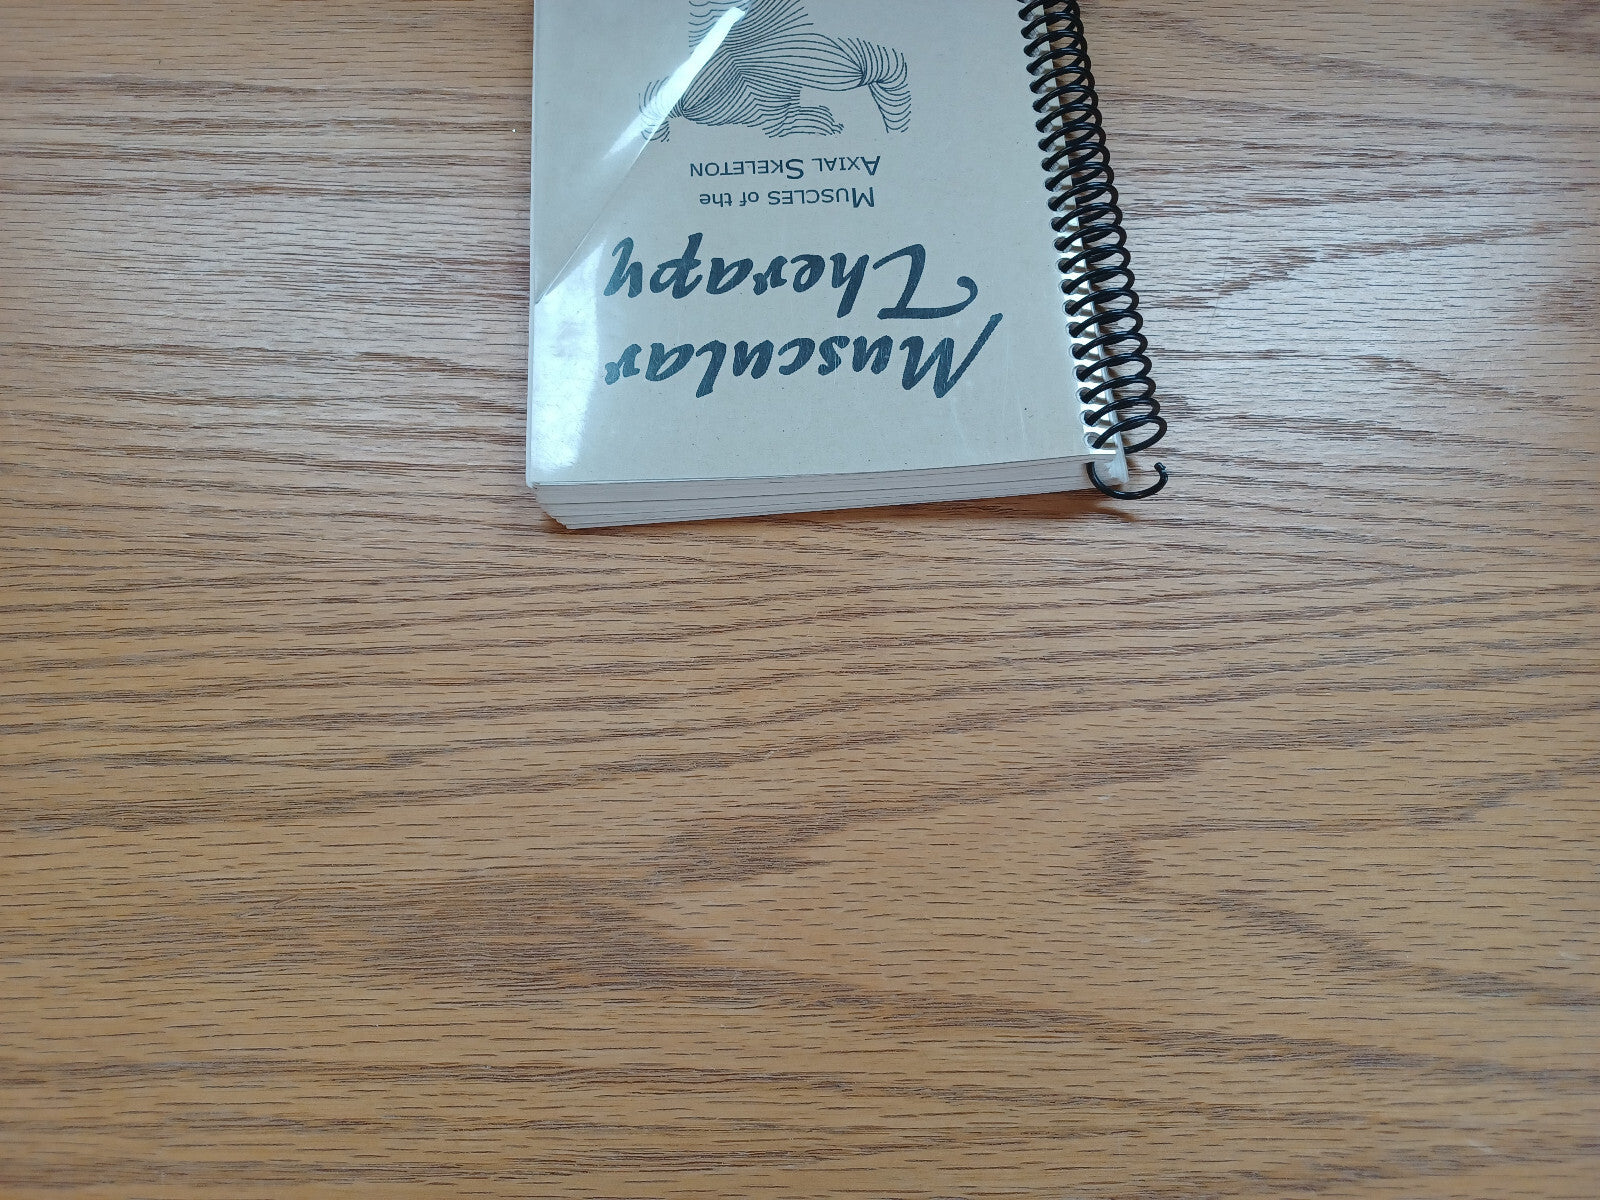 Muscular
Therapy
MUSCLES of the
AXIAL SKELETON